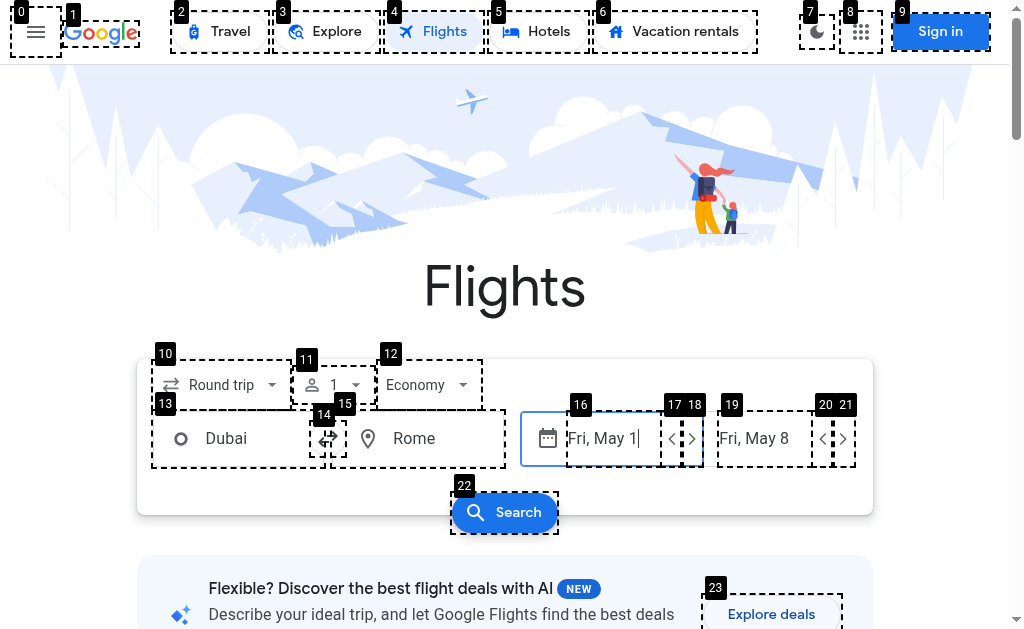 0 1 2 3 4 5 6 7 8 9
Google Travel Explore Flights Hotels Vacation rentals Sign in
Flights
10 11 12
Round trip 1 Economy
13 14 15 16 17 18 19 20 21
Dubai Rome Fri, May 1 Fri, May 8
22
Search
Flexible? Discover the best flight deals with AI NEW
23
Describe your ideal trip, and let Google Flights find the best deals
Explore deals